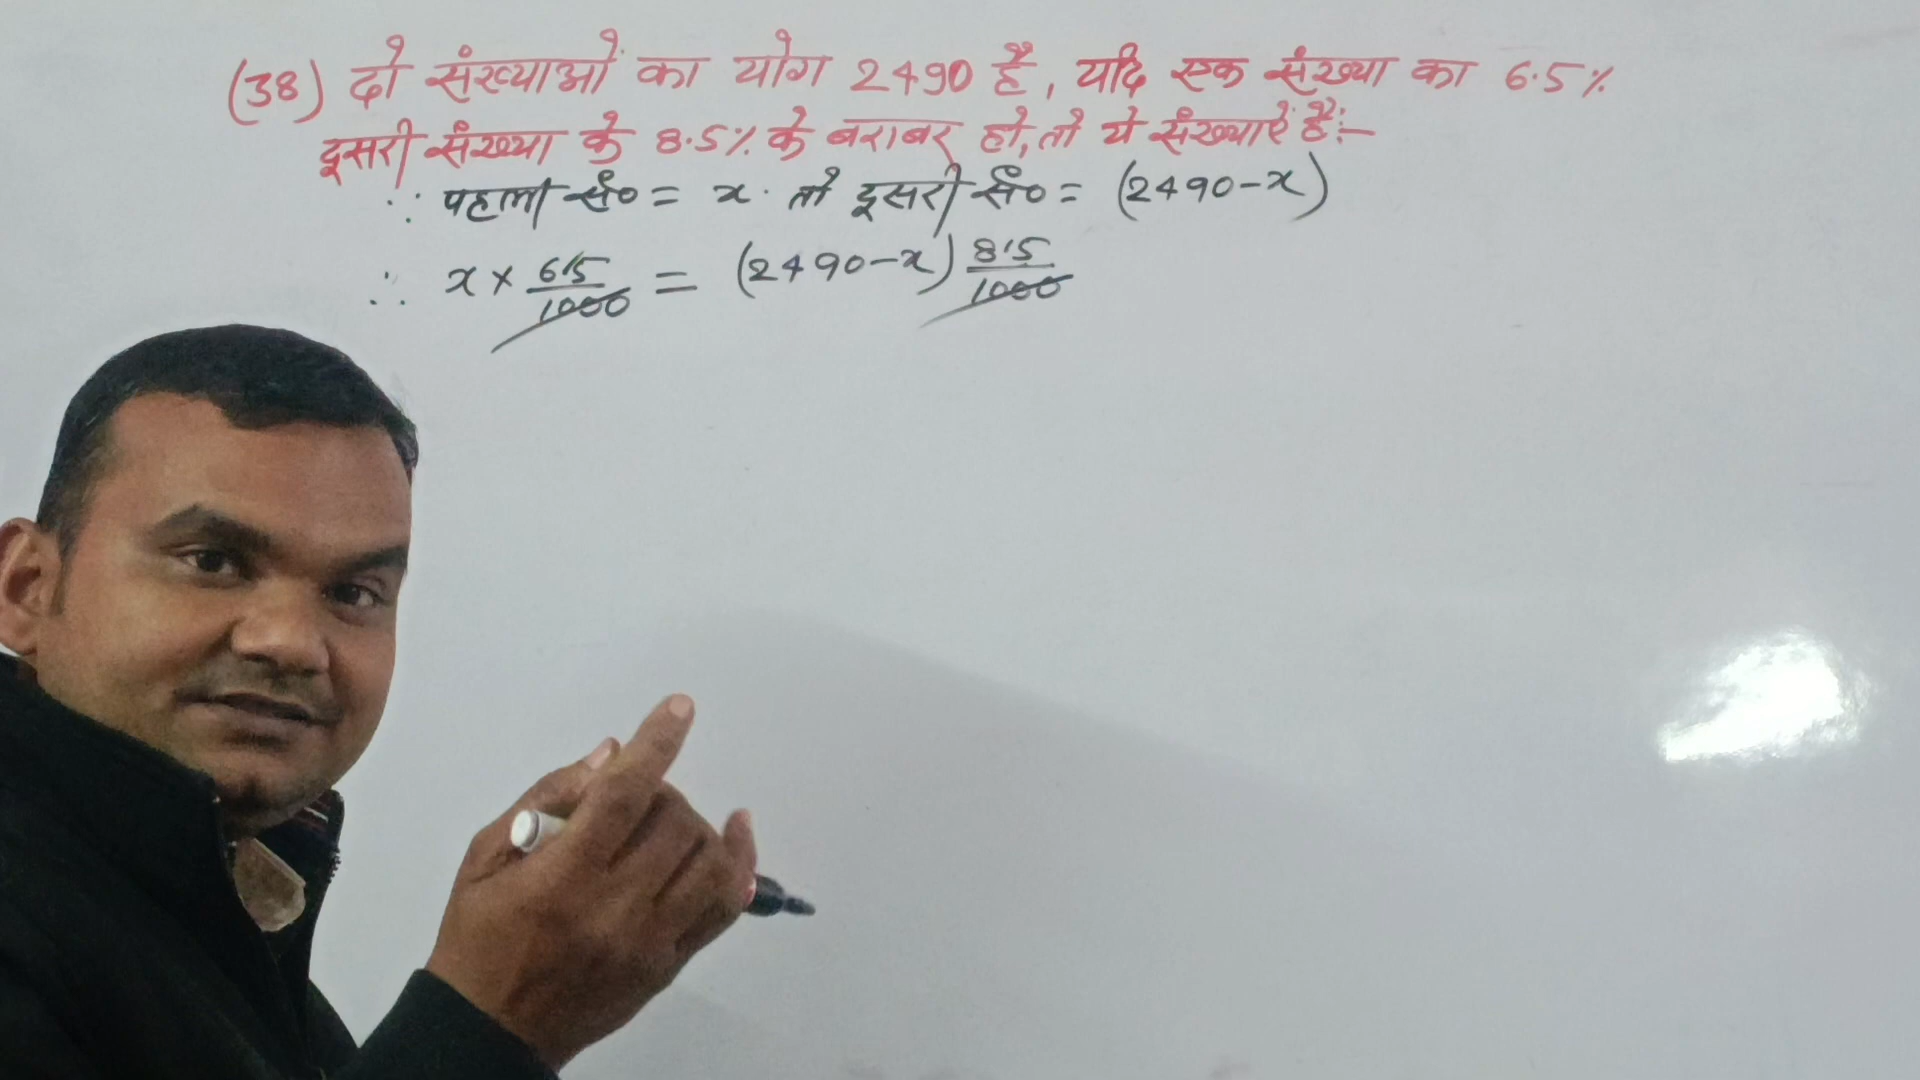 (38) दो संख्याओं का योग 2490 है, यदि एक संख्या का 6.5%
दूसरी संख्या के 8.5% के बराबर हो, तो ये संख्याऐं हैं:-
∵ पहली सं० = x. तो दूसरी सं० = (2490-x)
∴ x × 6.5/1000 = (2490-x) 8.5/1000